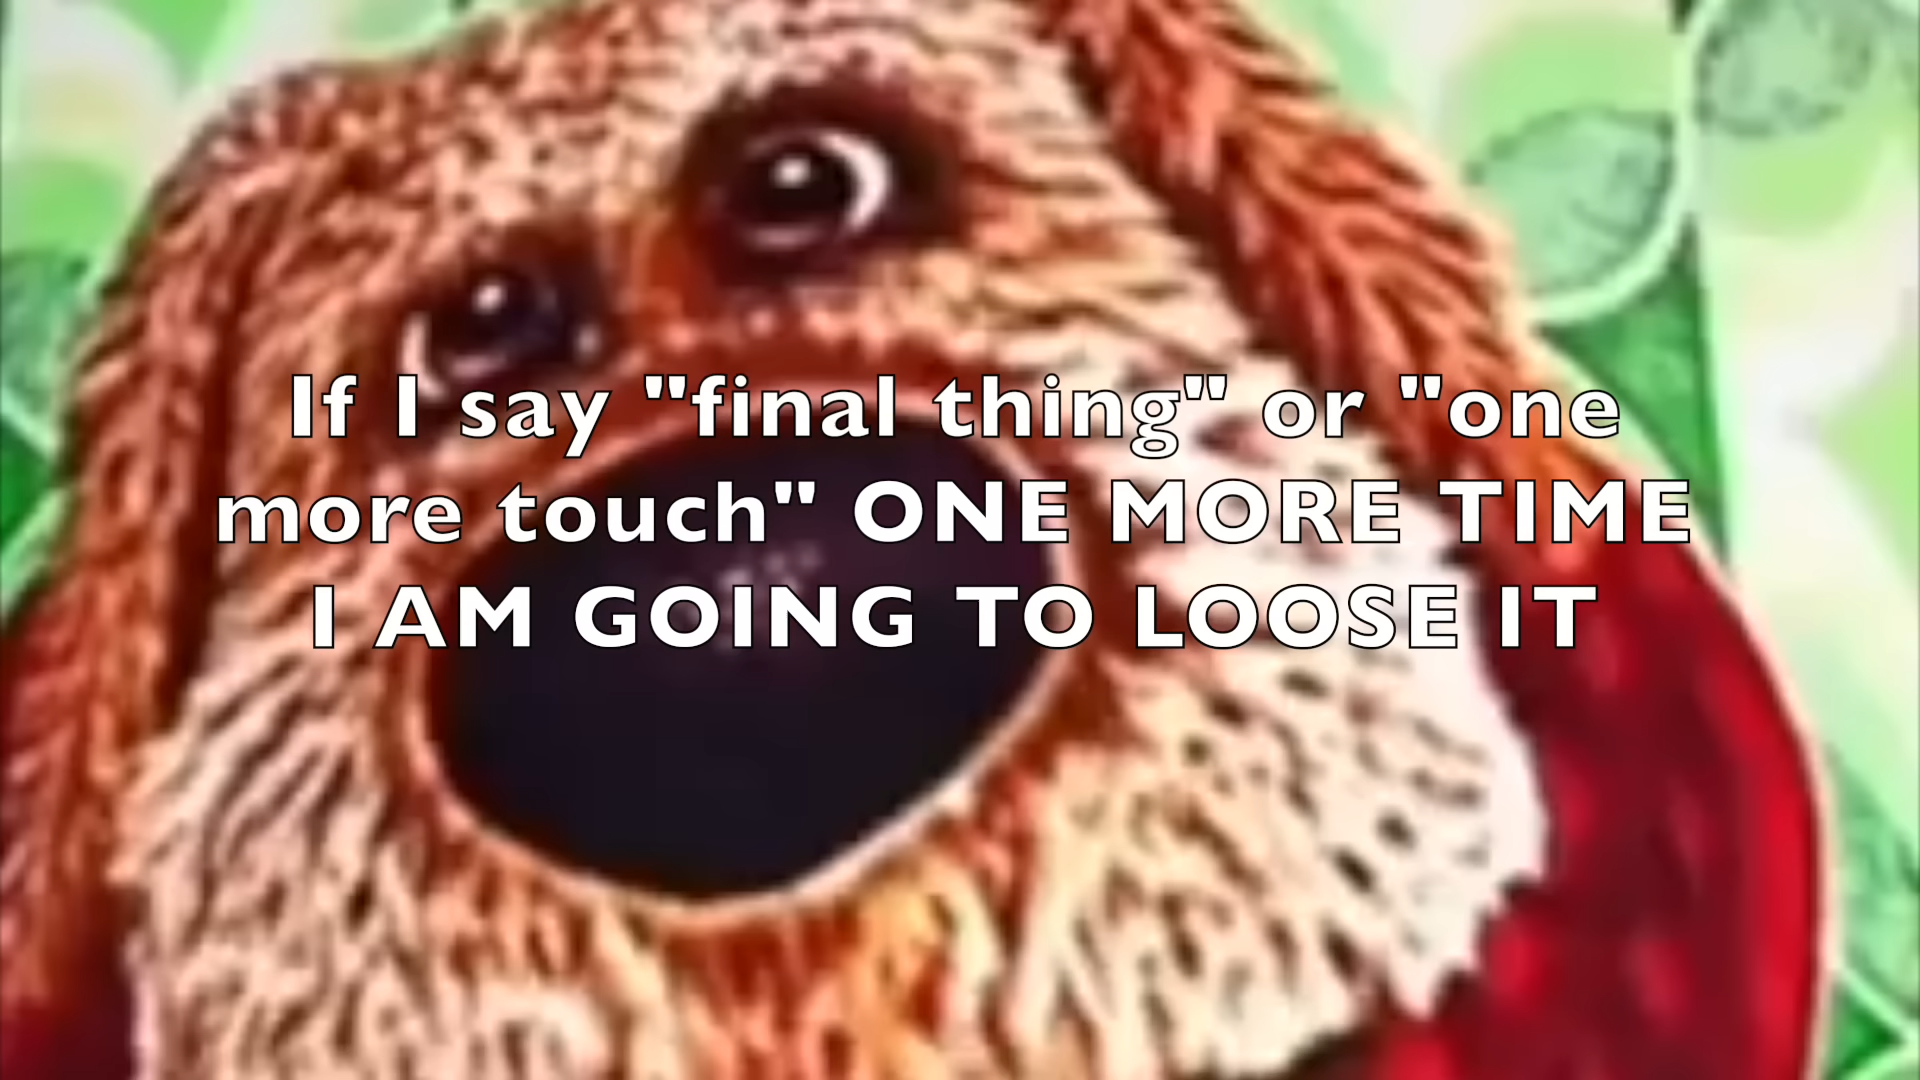 If I say "final thing" or "one
more touch" ONE MORE TIME
I AM GOING TO LOOSE IT